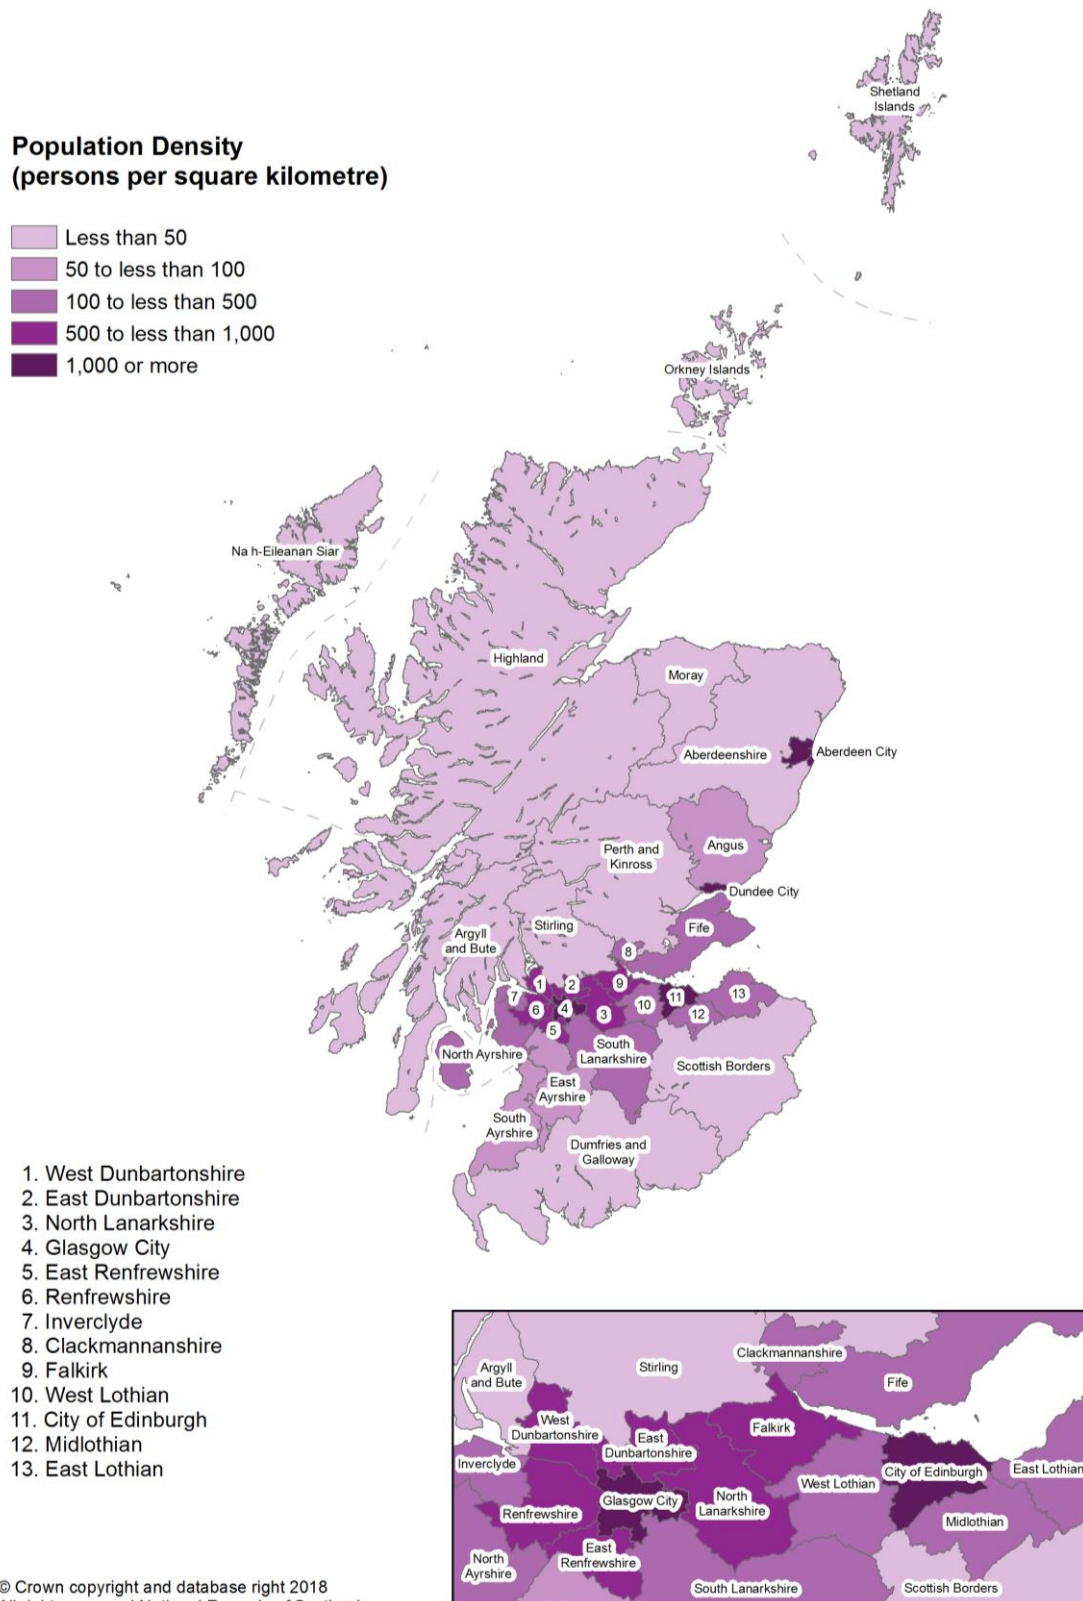 Shetland
Islands
Population Density
(persons per square kilometre)
Less than 50
50 to less than 100
100 to less than 500
500 to less than 1,000
1,000 or more
Orkney Islands
Na h-Eileanan Siar
Highland
Moray
Aberdeenshire
Aberdeen City
Angus
Perth and
Kinross
Dundee City
Stirling
Fife
Argyll
and Bute
8
1
2
9
7
6
4
3
10
11
13
12
5
North Ayrshire
South
Lanarkshire
Scottish Borders
East
Ayrshire
South
Ayrshire
Dumfries and
Galloway
1. West Dunbartonshire
2. East Dunbartonshire
3. North Lanarkshire
4. Glasgow City
5. East Renfrewshire
6. Renfrewshire
7. Inverclyde
8. Clackmannanshire
9. Falkirk
10. West Lothian
11. City of Edinburgh
12. Midlothian
13. East Lothian
Argyll
and Bute
Stirling
Clackmannanshire
Fife
West
Dunbartonshire
East
Dunbartonshire
Falkirk
Inverclyde
West Lothian
City of Edinburgh
East Lothian
Renfrewshire
Glasgow City
North
Lanarkshire
Midlothian
North
Ayrshire
East
Renfrewshire
South Lanarkshire
Scottish Borders
© Crown copyright and database right 2018